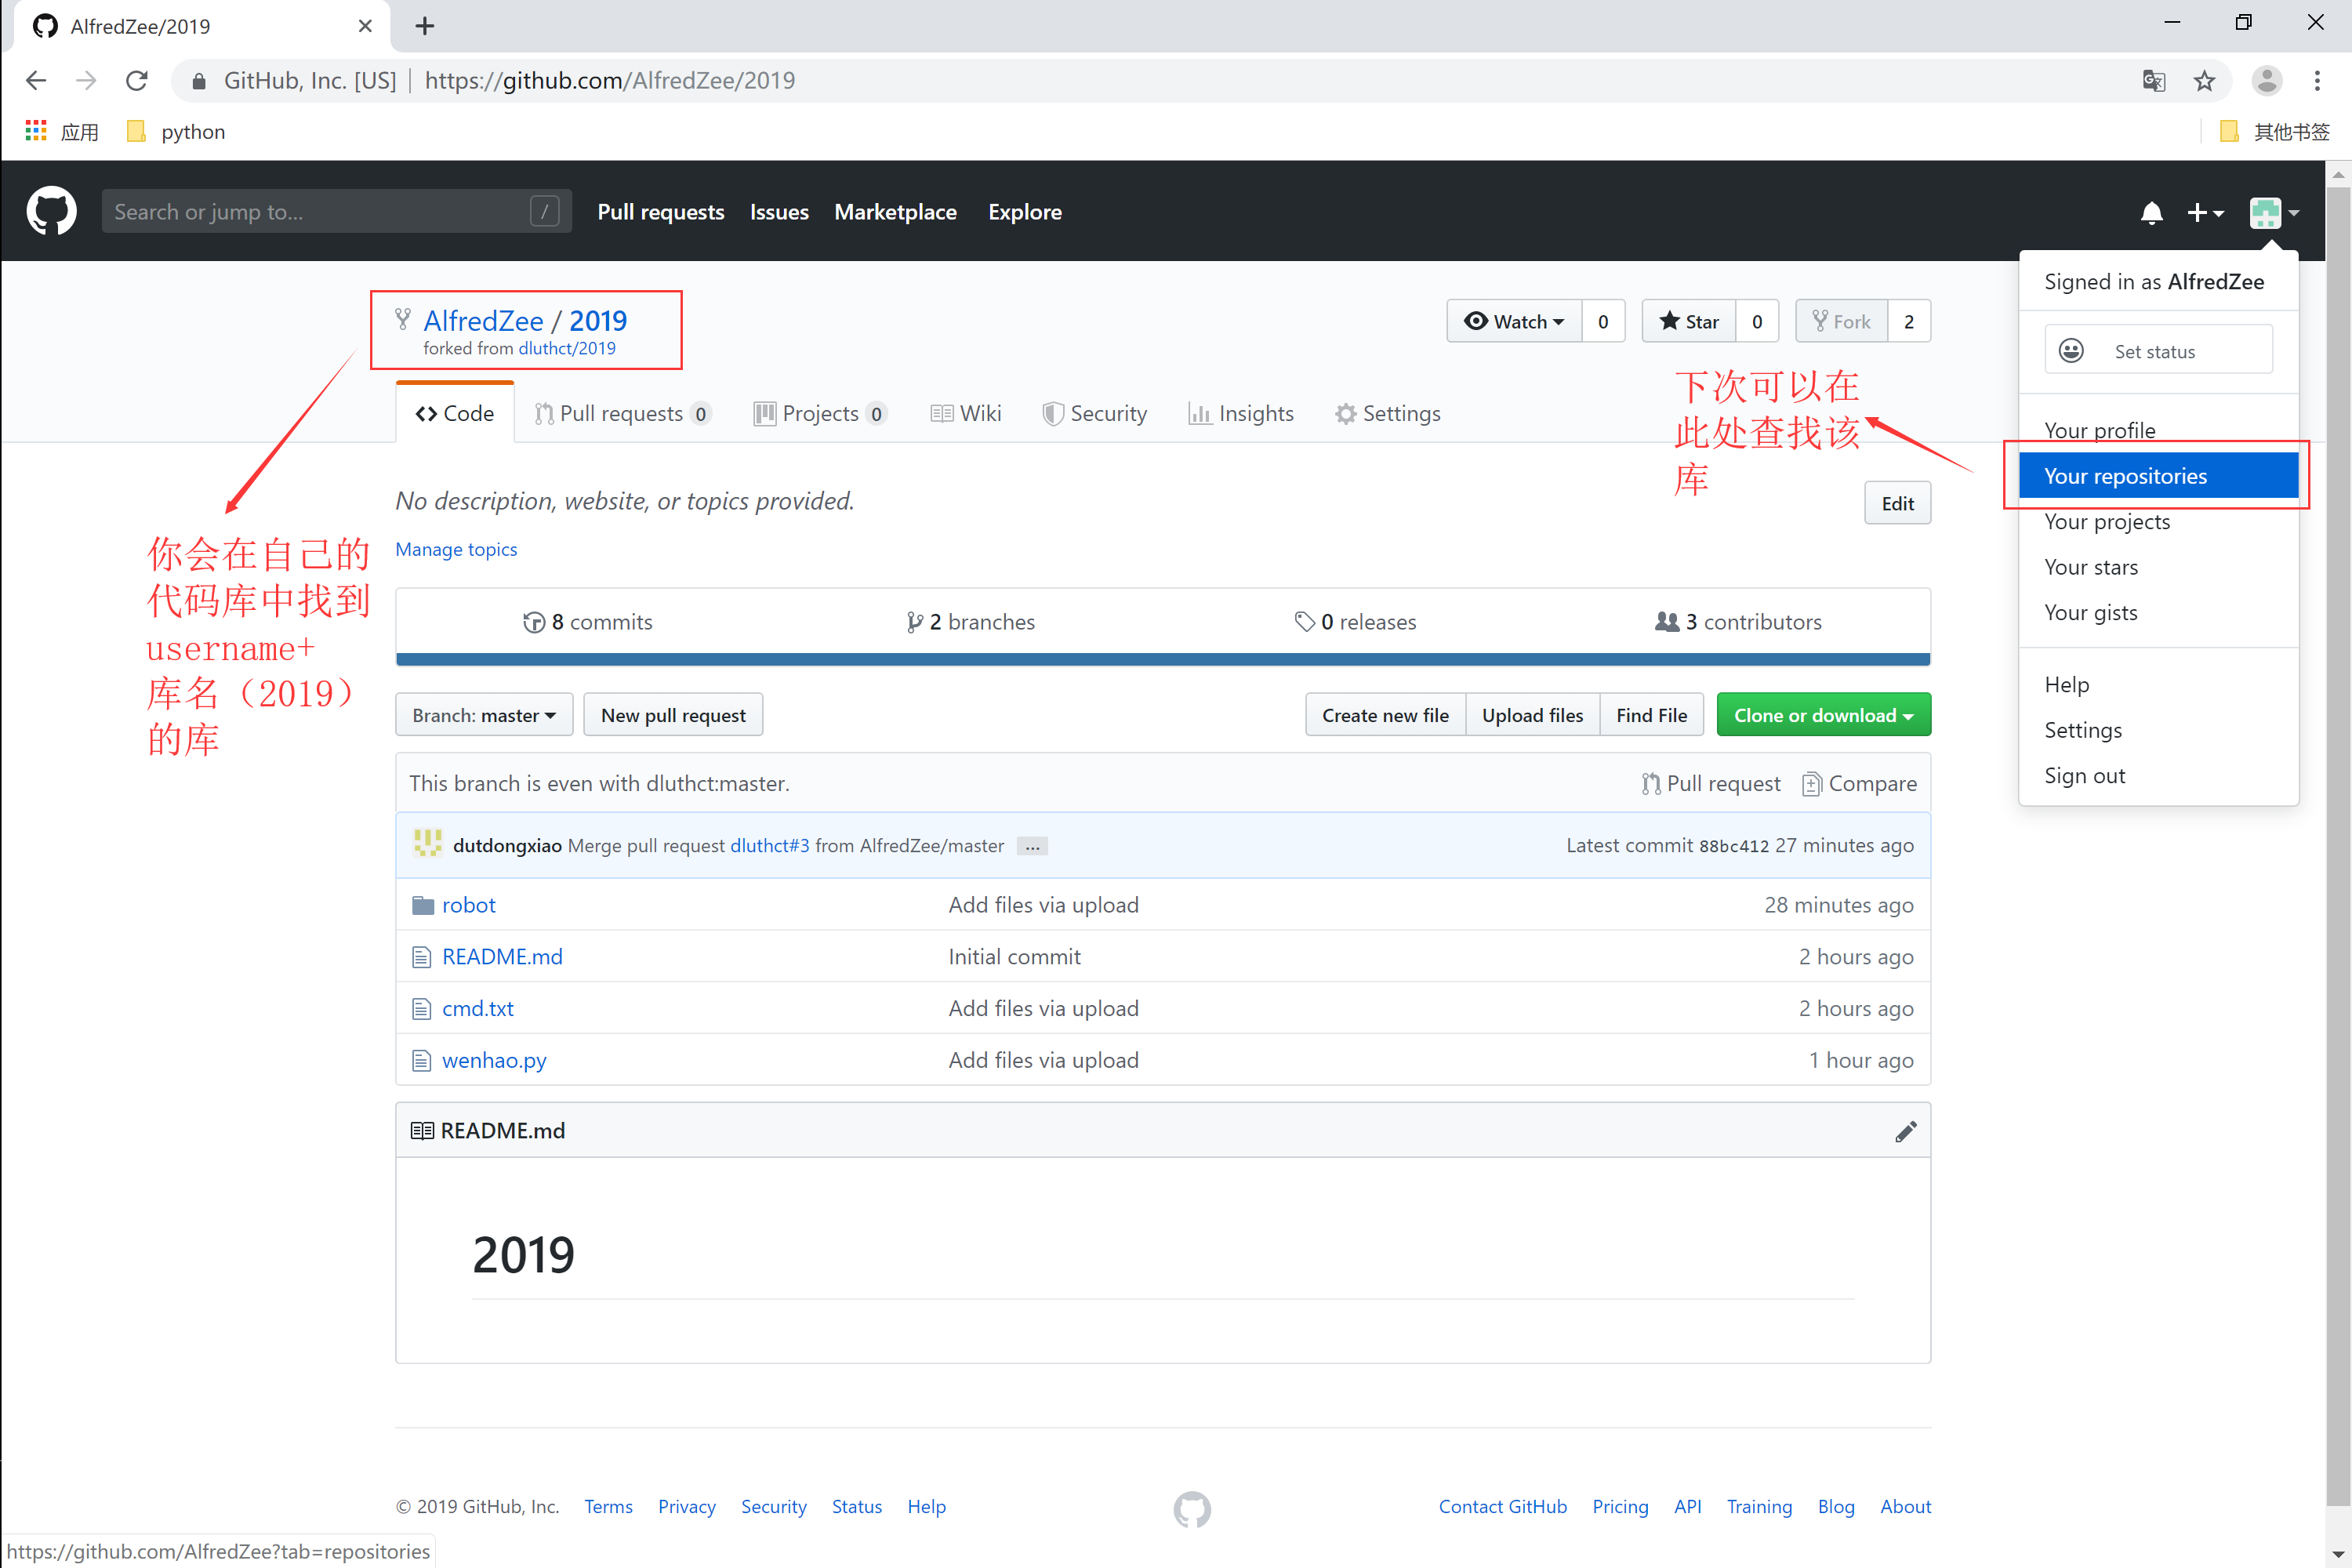 AlfredZee/2019
GitHub, Inc. [US] | https://github.com/AlfredZee/2019
应用 python 其他书签
Search or jump to... / Pull requests Issues Marketplace Explore
Signed in as AlfredZee
Set status
Your profile
Your repositories
Your projects
Your stars
Your gists
Help
Settings
Sign out
AlfredZee / 2019
forked from dluthct/2019
Watch 0 Star 0 Fork 2
下次可以在
此处查找该
库
Code Pull requests 0 Projects 0 Wiki Security Insights Settings
No description, website, or topics provided.
Edit
Manage topics
你会在自己的
代码库中找到
username+
库名（2019）
的库
8 commits 2 branches 0 releases 3 contributors
Branch: master New pull request Create new file Upload files Find File Clone or download
This branch is even with dluthct:master. Pull request Compare
dutdongxiao Merge pull request dluthct#3 from AlfredZee/master ... Latest commit 88bc412 27 minutes ago
robot Add files via upload 28 minutes ago
README.md Initial commit 2 hours ago
cmd.txt Add files via upload 2 hours ago
wenhao.py Add files via upload 1 hour ago
README.md
2019
© 2019 GitHub, Inc. Terms Privacy Security Status Help Contact GitHub Pricing API Training Blog About
https://github.com/AlfredZee?tab=repositories